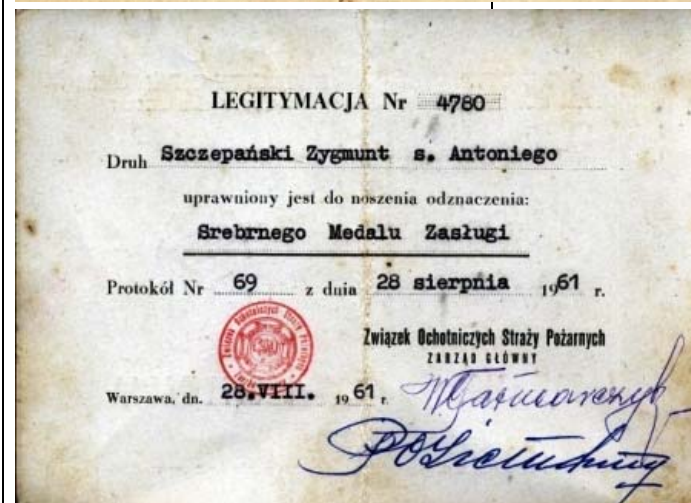 LEGITYMACJA Nr 4780
Druh Szczepański Zygmunt s. Antoniego
uprawniony jest do noszenia odznaczenia:
Srebrnego Medalu Zasługi
Protokół Nr 69 z dnia 28 sierpnia 1961 r.
Związek Ochotniczych Straży Pożarnych
ZARZĄD GŁÓWNY
Warszawa, dn. 28.VIII. 1961 r.